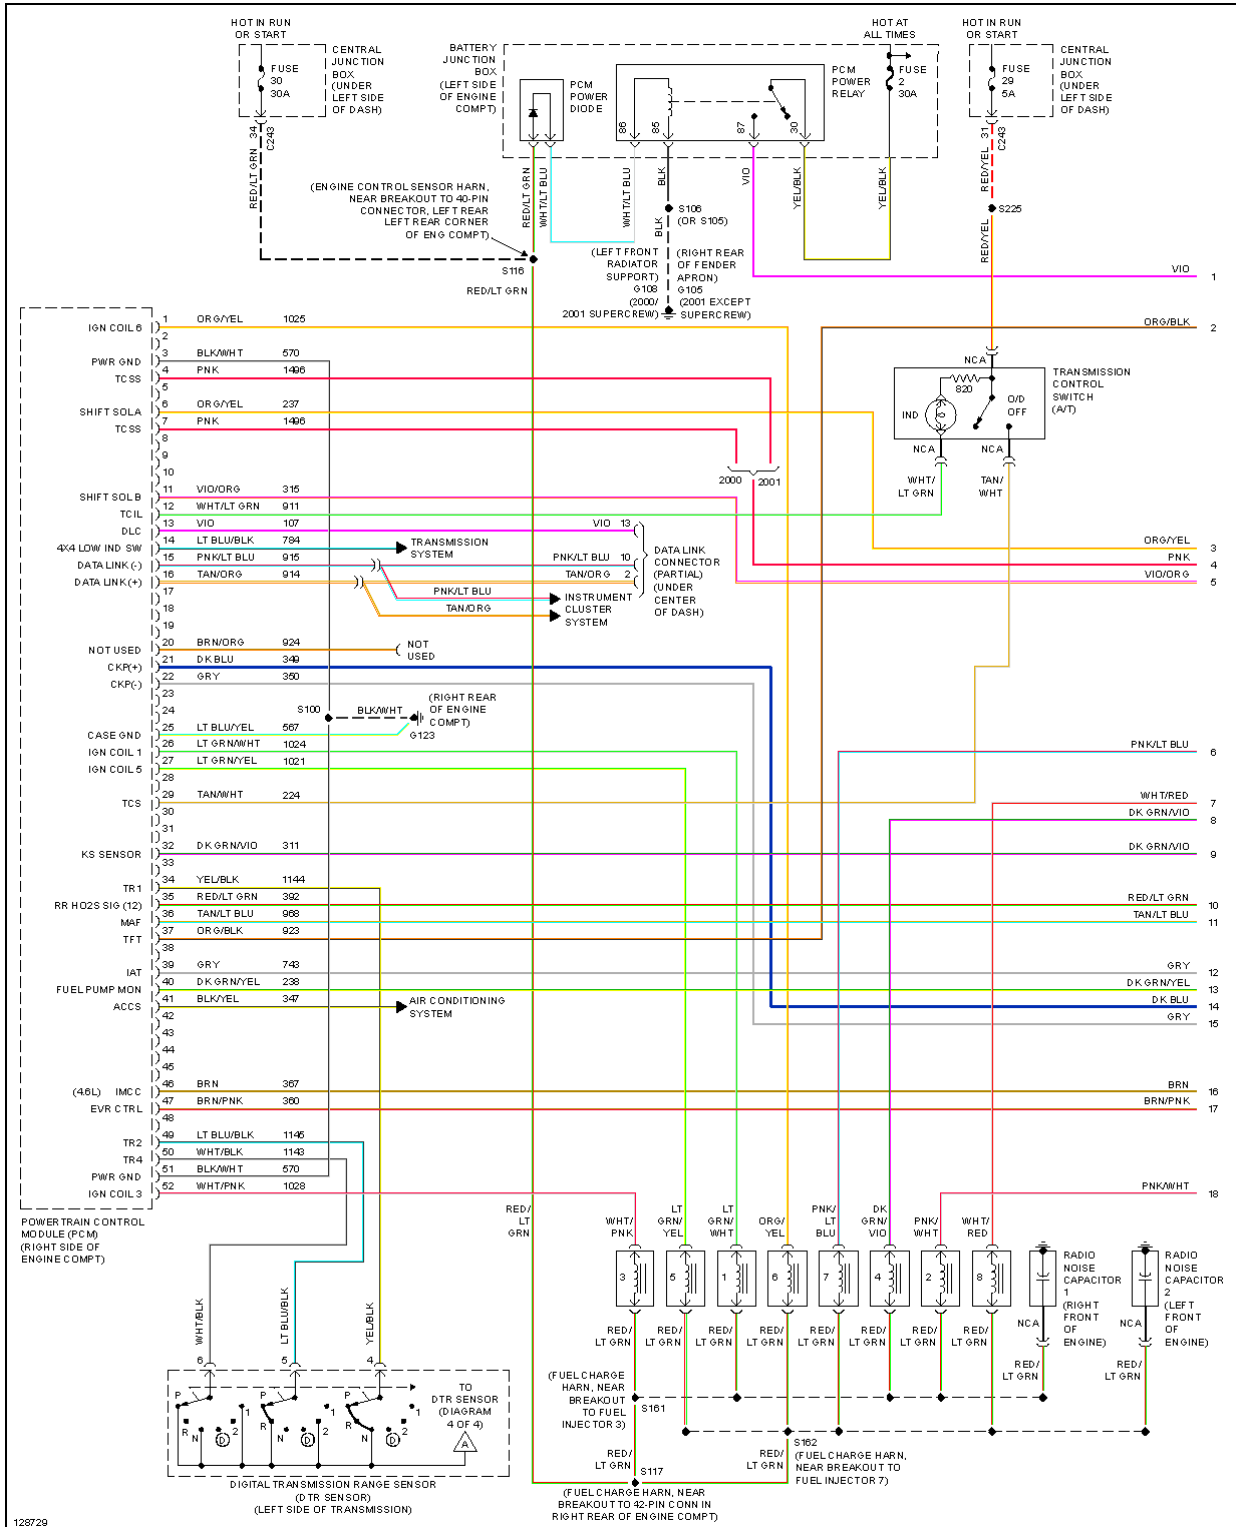 HOT IN RUN
OR START
FUSE
30
30A
CENTRAL
JUNCTION
BOX
(UNDER
LEFT SIDE
OF DASH)
34
C243
RED/LT GRN
BATTERY
JUNCTION
BOX
(LEFT SIDE
OF ENGINE
COMPT)
PCM
POWER
DIODE
PCM
POWER
RELAY
86
85
87
30
HOT AT
ALL TIMES
FUSE
2
30A
HOT IN RUN
OR START
FUSE
29
5A
CENTRAL
JUNCTION
BOX
(UNDER
LEFT SIDE
OF DASH)
31
C243
RED/YEL
S225
RED/YEL
RED/LT GRN
WHT/LT BLU
WHT/LT BLU
BLK
VIO
YEL/BLK
YEL/BLK
(ENGINE CONTROL SENSOR HARN,
NEAR BREAKOUT TO 40-PIN
CONNECTOR, LEFT REAR
LEFT REAR CORNER
OF ENG COMPT)
S116
RED/LT GRN
S106
(OR S105)
BLK
(LEFT FRONT
RADIATOR
SUPPORT)
G108
(2000/
2001 SUPERCREW)
(RIGHT REAR
OF FENDER
APRON)
G105
(2001 EXCEPT
SUPERCREW)
VIO 1
ORG/BLK 2
NCA
820
IND
O/D
OFF
TRANSMISSION
CONTROL
SWITCH
(A/T)
NCA
NCA
WHT/
LT GRN
TAN/
WHT
IGN COIL 6 1 ORG/YEL 1025
2
PWR GND 3 BLK/WHT 570
TCSS 4 PNK 1496
5
SHIFT SOL A 6 ORG/YEL 237
TCSS 7 PNK 1496
8
9
10
SHIFT SOL B 11 VIO/ORG 315
TCIL 12 WHT/LT GRN 911
DLC 13 VIO 107
4X4 LOW IND SW 14 LT BLU/BLK 784
DATA LINK (-) 15 PNK/LT BLU 915
DATA LINK (+) 16 TAN/ORG 914
17
18
19
NOT USED 20 BRN/ORG 924
CKP(+) 21 DK BLU 349
CKP(-) 22 GRY 350
23
24
CASE GND 25 LT BLU/YEL 567
IGN COIL 1 26 LT GRN/WHT 1024
IGN COIL 5 27 LT GRN/YEL 1021
28
TCS 29 TAN/WHT 224
30
31
KS SENSOR 32 DK GRN/VIO 311
33
TR1 34 YEL/BLK 1144
RR HO2S SIG (12) 35 RED/LT GRN 392
MAF 36 TAN/LT BLU 968
TFT 37 ORG/BLK 923
38
IAT 39 GRY 743
FUEL PUMP MON 40 DK GRN/YEL 238
ACCS 41 BLK/YEL 347
42
43
44
45
(4.6L) IMCC 46 BRN 367
EVR CTRL 47 BRN/PNK 360
48
TR2 49 LT BLU/BLK 1145
TR4 50 WHT/BLK 1143
PWR GND 51 BLK/WHT 570
IGN COIL 3 52 WHT/PNK 1028
POWERTRAIN CONTROL
MODULE (PCM)
(RIGHT SIDE OF
ENGINE COMPT)
2000
2001
VIO 13
TRANSMISSION
SYSTEM
PNK/LT BLU 10
TAN/ORG 2
DATA LINK
CONNECTOR
(PARTIAL)
(UNDER
CENTER
OF DASH)
PNK/LT BLU
TAN/ORG
INSTRUMENT
CLUSTER
SYSTEM
NOT
USED
S100
BLK/WHT
(RIGHT REAR
OF ENGINE
COMPT)
G123
AIR CONDITIONING
SYSTEM
ORG/YEL 3
PNK 4
VIO/ORG 5
PNK/LT BLU 6
WHT/RED 7
DK GRN/VIO 8
DK GRN/VIO 9
RED/LT GRN 10
TAN/LT BLU 11
GRY 12
DK GRN/YEL 13
DK BLU 14
GRY 15
BRN 16
BRN/PNK 17
PNK/WHT 18
RED/
LT
GRN
WHT/
PNK
LT
GRN/
YEL
LT
GRN/
WHT
ORG/
YEL
PNK/
LT
BLU
DK
GRN/
VIO
PNK/
WHT
WHT/
RED
3
5
1
6
7
4
2
8
RADIO
NOISE
CAPACITOR
1
(RIGHT
FRONT
OF
ENGINE)
RADIO
NOISE
CAPACITOR
2
(LEFT
FRONT
OF
ENGINE)
NCA
NCA
RED/
LT GRN
RED/
LT GRN
RED/
LT GRN
RED/
LT GRN
RED/
LT GRN
RED/
LT GRN
RED/
LT GRN
RED/
LT GRN
RED/
LT GRN
RED/
LT GRN
(FUEL CHARGE
HARN, NEAR
BREAKOUT
TO FUEL
INJECTOR 3)
S161
S162
(FUEL CHARGE HARN,
NEAR BREAKOUT TO
FUEL INJECTOR 7)
RED/
LT GRN
RED/
LT GRN
S117
(FUEL CHARGE HARN, NEAR
BREAKOUT TO 42-PIN CONN IN
RIGHT REAR OF ENGINE COMPT)
WHT/BLK
LT BLU/BLK
YEL/BLK
6
5
4
P
R
N
D
2
1
P
R
N
D
2
1
P
R
N
D
2
1
TO
DTR SENSOR
(DIAGRAM
4 OF 4)
A
DIGITAL TRANSMISSION RANGE SENSOR
(DTR SENSOR)
(LEFT SIDE OF TRANSMISSION)
128729